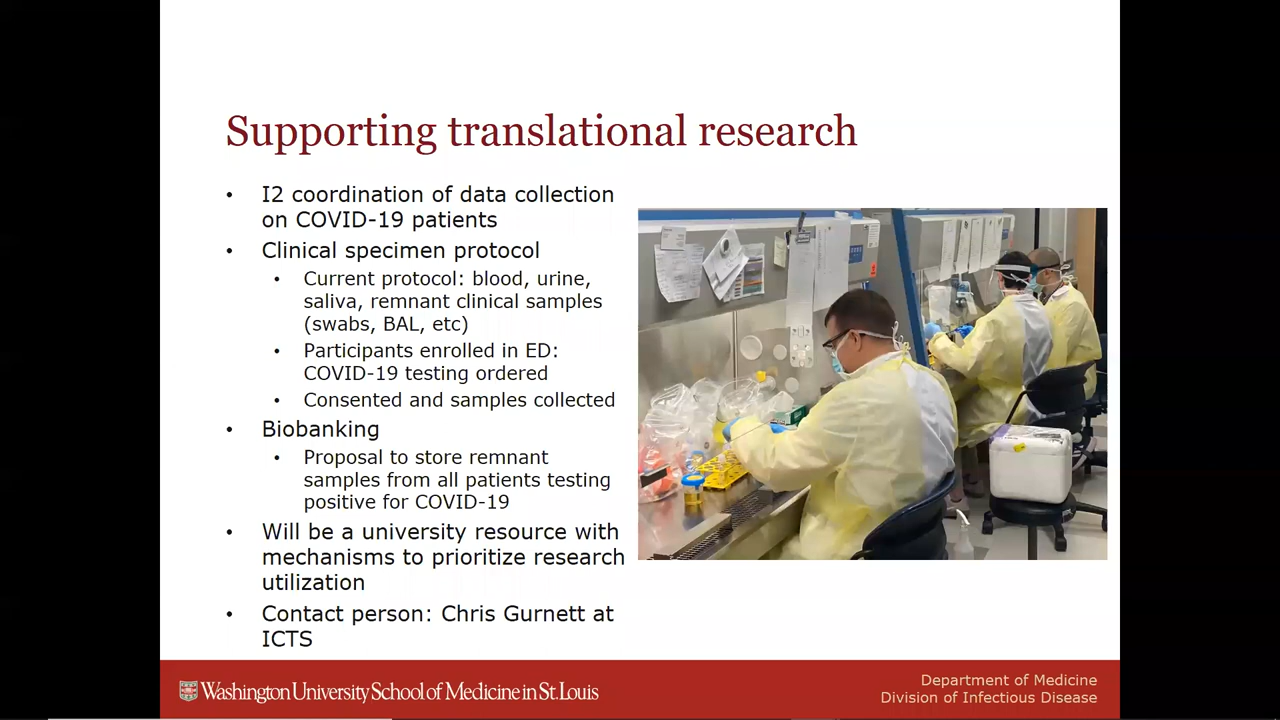 Supporting translational research
• I2 coordination of data collection
on COVID-19 patients
• Clinical specimen protocol
• Current protocol: blood, urine,
saliva, remnant clinical samples
(swabs, BAL, etc)
• Participants enrolled in ED:
COVID-19 testing ordered
• Consented and samples collected
• Biobanking
• Proposal to store remnant
samples from all patients testing
positive for COVID-19
• Will be a university resource with
mechanisms to prioritize research
utilization
• Contact person: Chris Gurnett at
ICTS
Washington University School of Medicine in St. Louis
Department of Medicine
Division of Infectious Disease